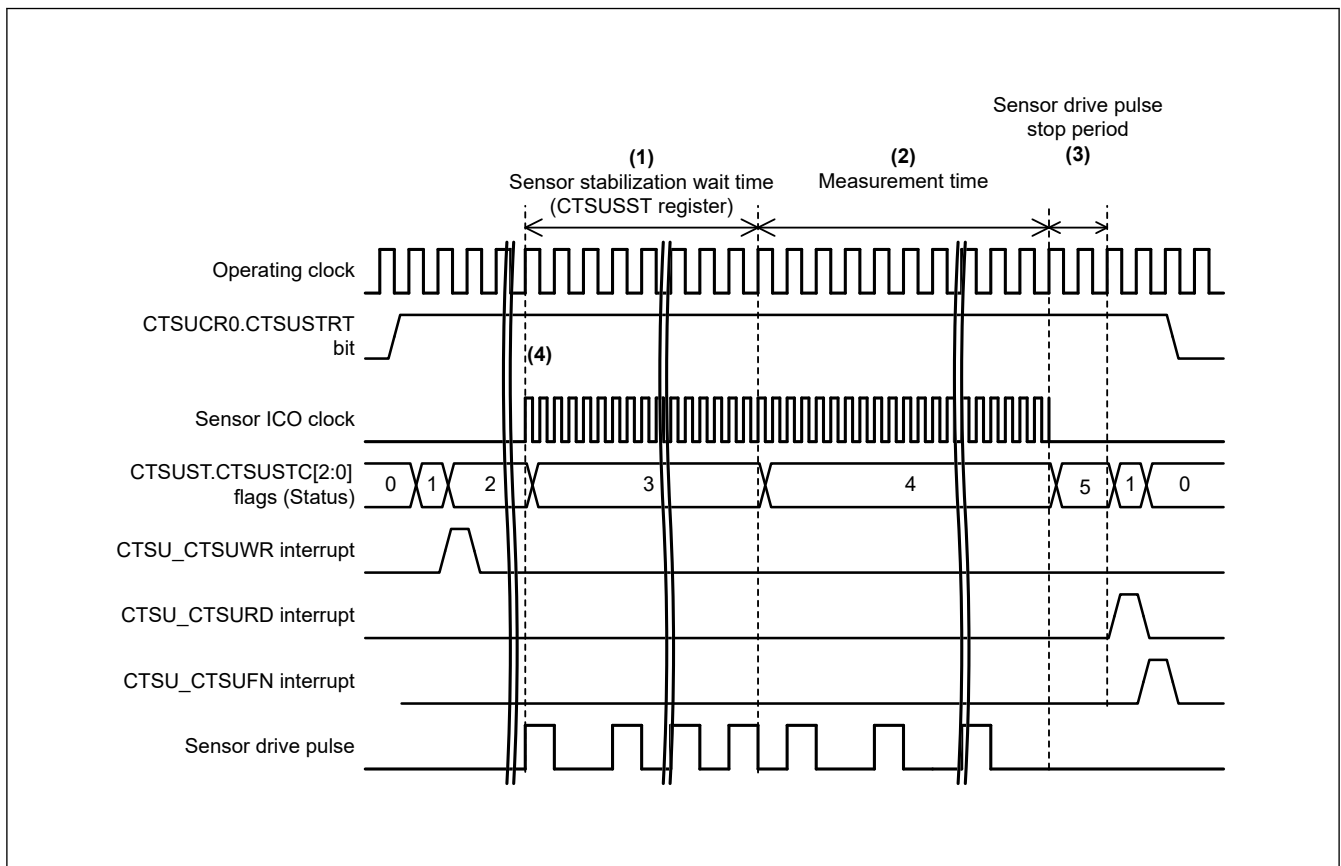 Sensor drive pulse
stop period
(3)
(1)
Sensor stabilization wait time
(CTSUSST register)
(2)
Measurement time
Operating clock
CTSUCR0.CTSUSTRT
bit
(4)
Sensor ICO clock
CTSUST.CTSUSTC[2:0]
flags (Status)
0 1 2 3 4 5 1 0
CTSU_CTSUWR interrupt
CTSU_CTSURD interrupt
CTSU_CTSUFN interrupt
Sensor drive pulse